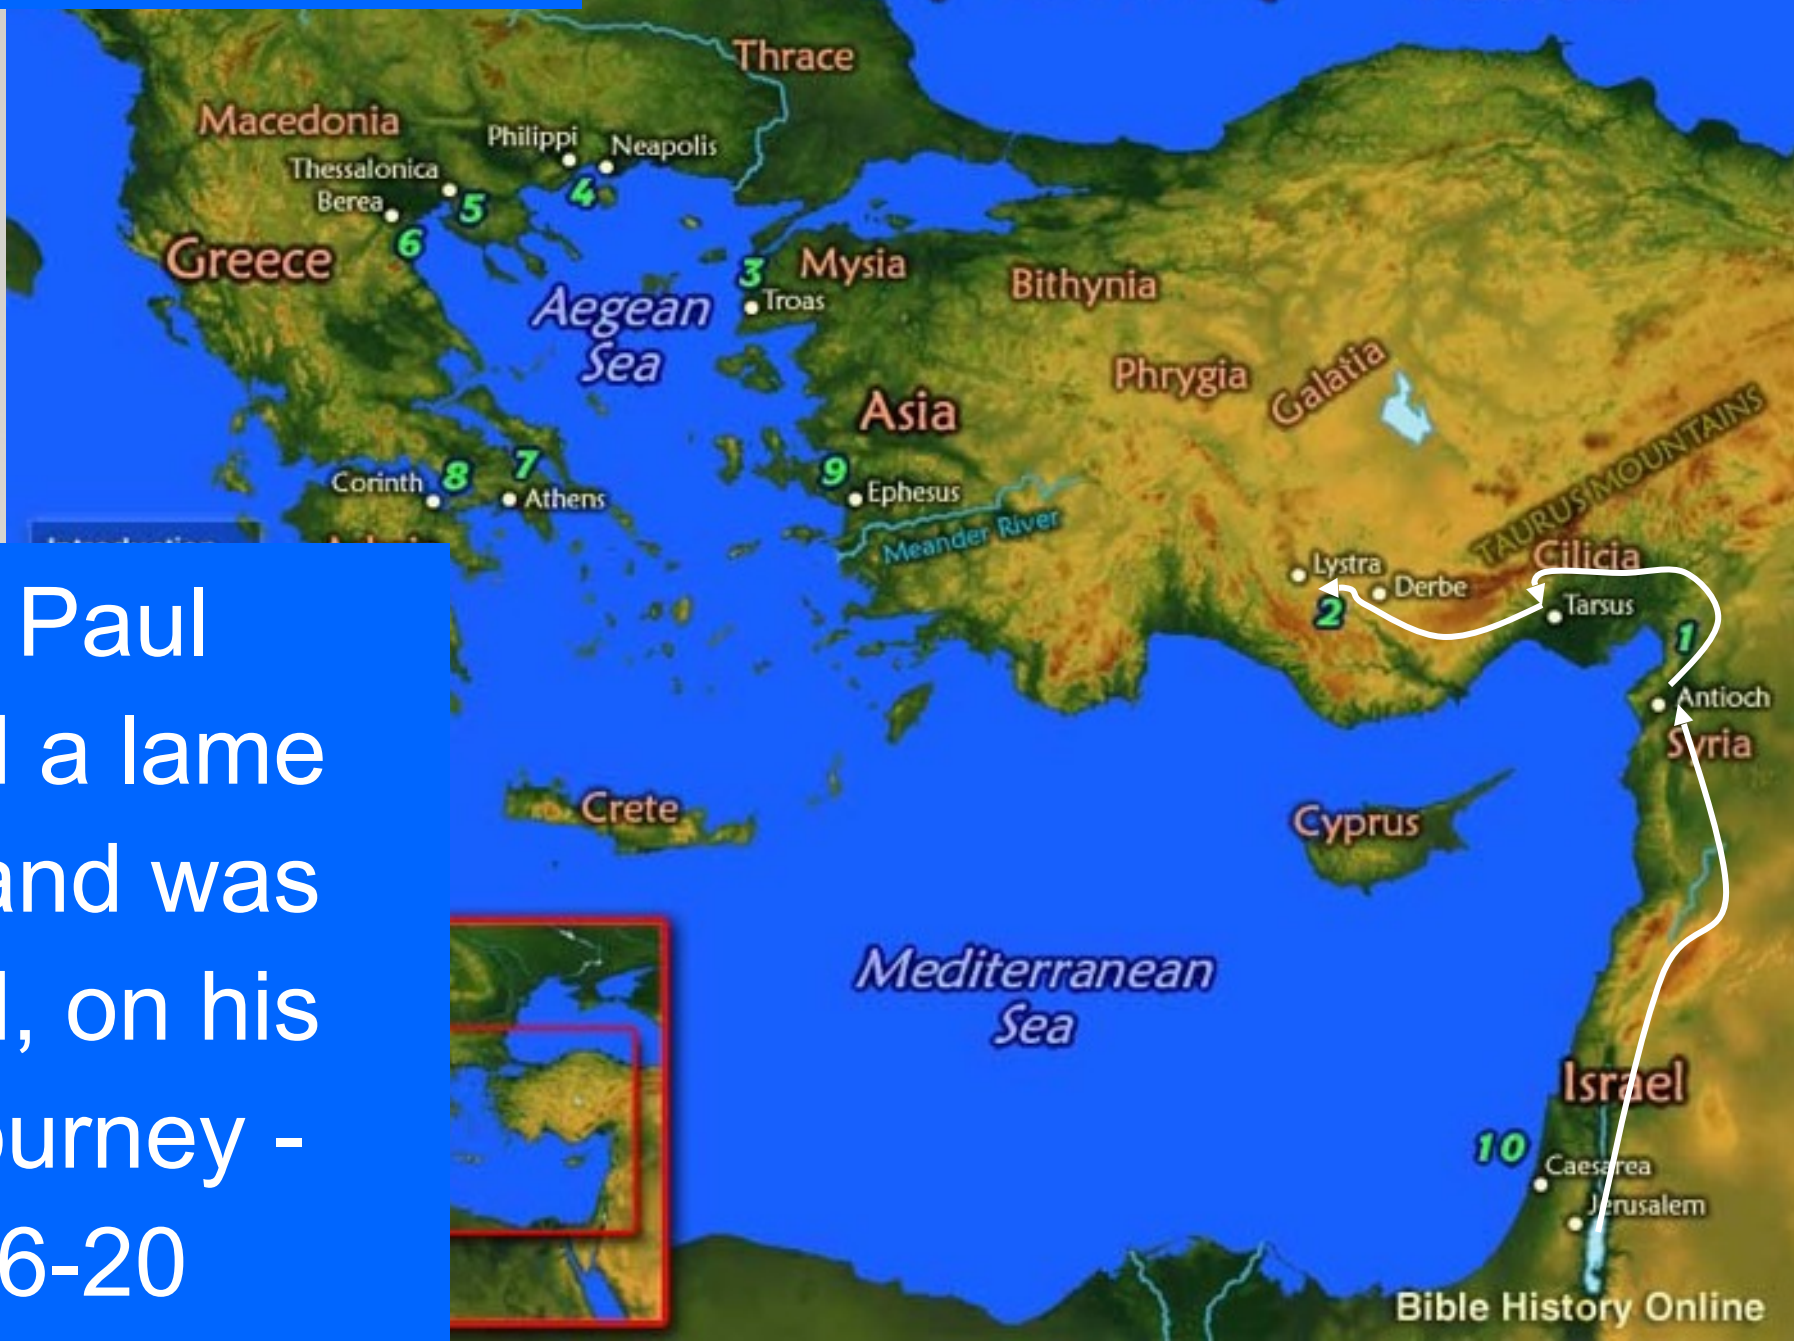 Thrace
Macedonia
Philippi
Neapolis
Thessalonica
Berea
5
4
6
Greece
3
Mysia
Troas
Aegean
Sea
Bithynia
Phrygia
Galatia
Asia
TAURUS MOUNTAINS
Corinth
8
7
Athens
9
Ephesus
Meander River
Lystra
Derbe
2
Cilicia
Tarsus
1
Antioch
Syria
Crete
Cyprus
Mediterranean
Sea
Israel
10
Caesarea
Jerusalem
Bible History Online
Paul
a lame
and was
, on his
ourney -
6-20